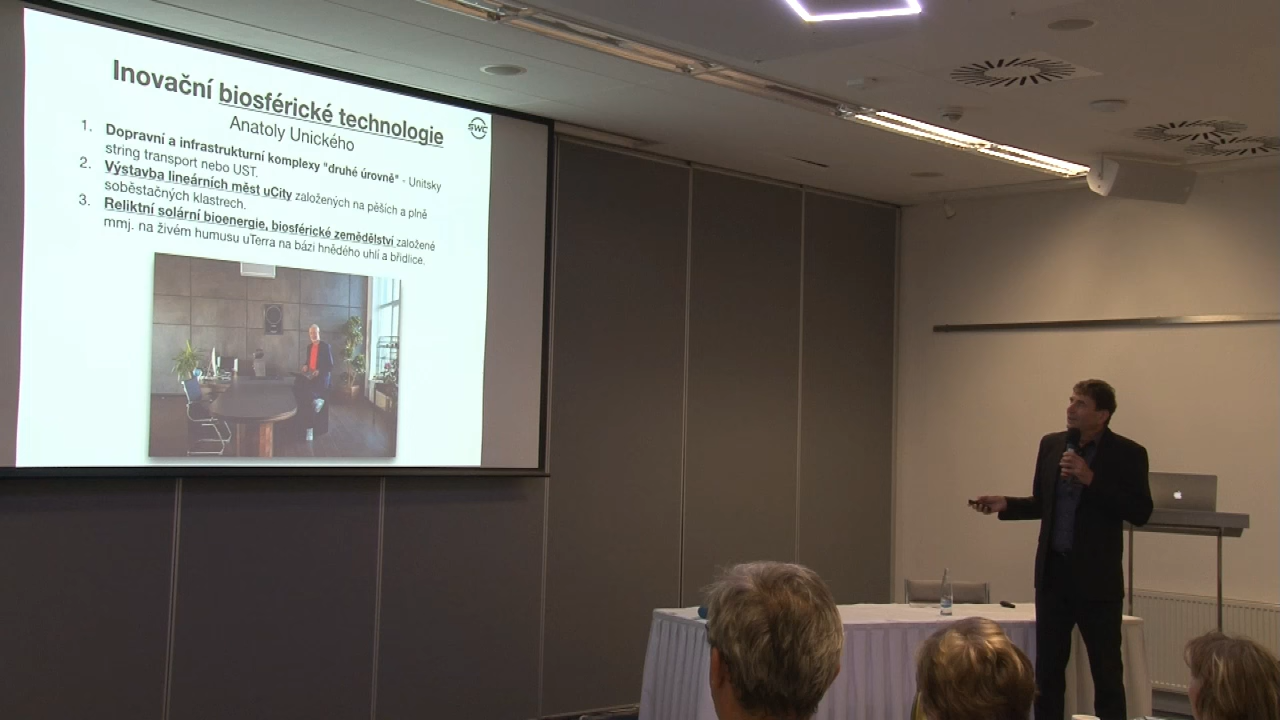 Inovační biosférické technologie
Anatoly Unického
SWC
1. Dopravní a infrastrukturní komplexy "druhé úrovně" - Unitsky
string transport nebo UST.
2. Výstavba lineárních měst uCity založených na pěších a plně
soběstačných klastrech.
3. Reliktní solární bioenergie, biosférické zemědělství založené
mmj. na živém humusu uTerra na bázi hnědého uhlí a břidlice.